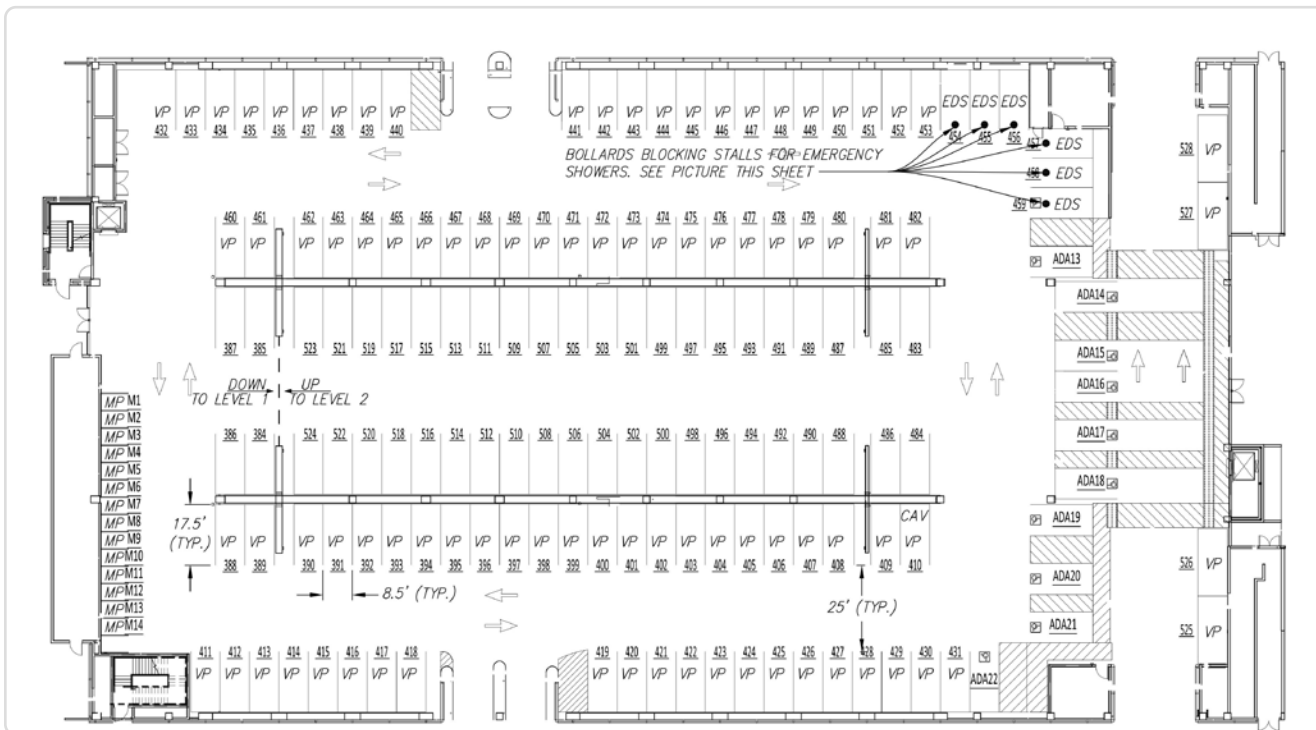 EDS EDS EDS
VP VP VP VP VP VP VP VP VP
432 433 434 435 436 437 438 439 440
VP VP VP VP VP VP VP VP VP VP VP VP VP
441 442 443 444 445 446 447 448 449 450 451 452 453
454 455 456
BOLLARDS BLOCKING STALLS FOR EMERGENCY
SHOWERS. SEE PICTURE THIS SHEET
457 EDS
458 EDS
459 EDS
528 VP
527 VP
460 461 462 463 464 465 466 467 468 469 470 471 472 473 474 475 476 477 478 479 480 481 482
VP VP VP VP VP VP VP VP VP VP VP VP VP VP VP VP VP VP VP VP VP VP VP
ADA13
ADA14
387 385 523 521 519 517 515 513 511 509 507 505 503 501 499 497 495 493 491 489 487 485 483
ADA15
ADA16
DOWN UP
TO LEVEL 1 TO LEVEL 2
MP M1
MP M2
MP M3
MP M4
MP M5
MP M6
MP M7
MP M8
MP M9
MP M10
MP M11
MP M12
MP M13
MP M14
386 384 524 522 520 518 516 514 512 510 508 506 504 502 500 498 496 494 492 490 488 486 484
ADA17
ADA18
17.5'
(TYP.)
CAV
VP VP VP VP VP VP VP VP VP VP VP VP VP VP VP VP VP VP VP VP VP VP VP
388 389 390 391 392 393 394 395 396 397 398 399 400 401 402 403 404 405 406 407 408 409 410
ADA19
ADA20
ADA21
526 VP
525 VP
8.5' (TYP.)
25' (TYP.)
411 412 413 414 415 416 417 418
VP VP VP VP VP VP VP VP
419 420 421 422 423 424 425 426 427 428 429 430 431
VP VP VP VP VP VP VP VP VP VP VP VP VP
ADA22